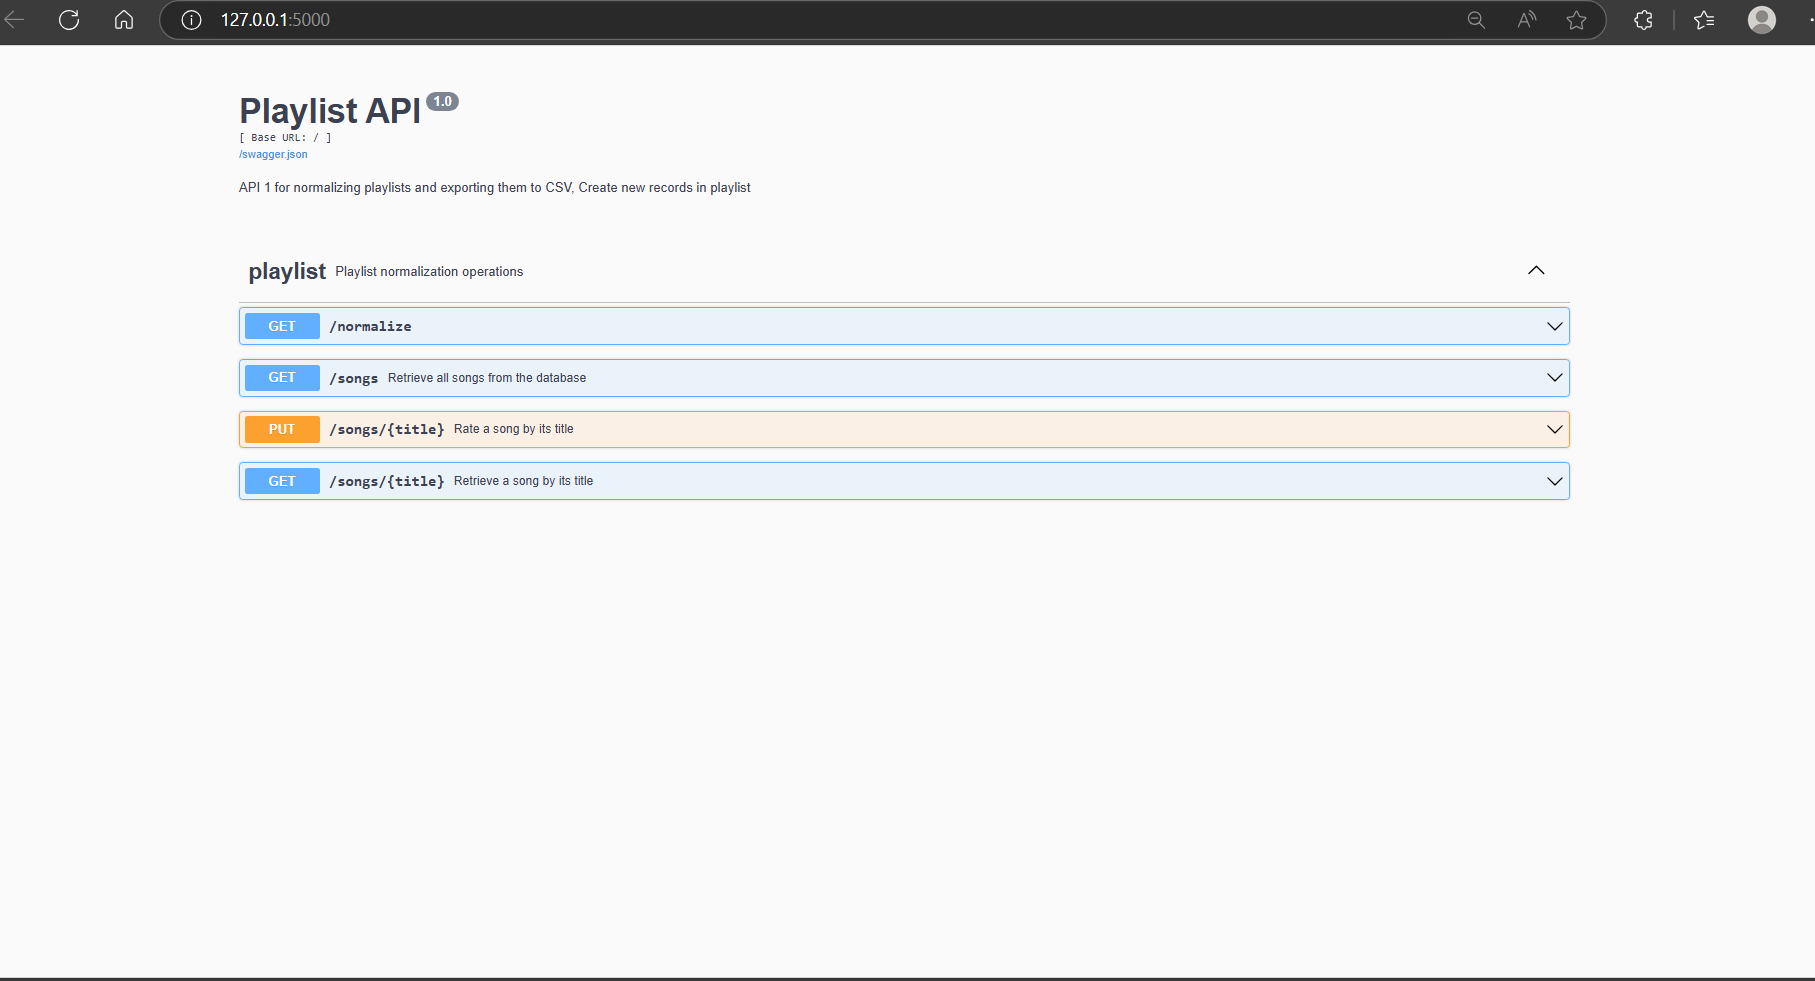 127.0.0.1:5000
Playlist API 1.0
[ Base URL: / ]
/swagger.json
API 1 for normalizing playlists and exporting them to CSV, Create new records in playlist
playlist Playlist normalization operations
GET /normalize
GET /songs Retrieve all songs from the database
PUT /songs/{title} Rate a song by its title
GET /songs/{title} Retrieve a song by its title